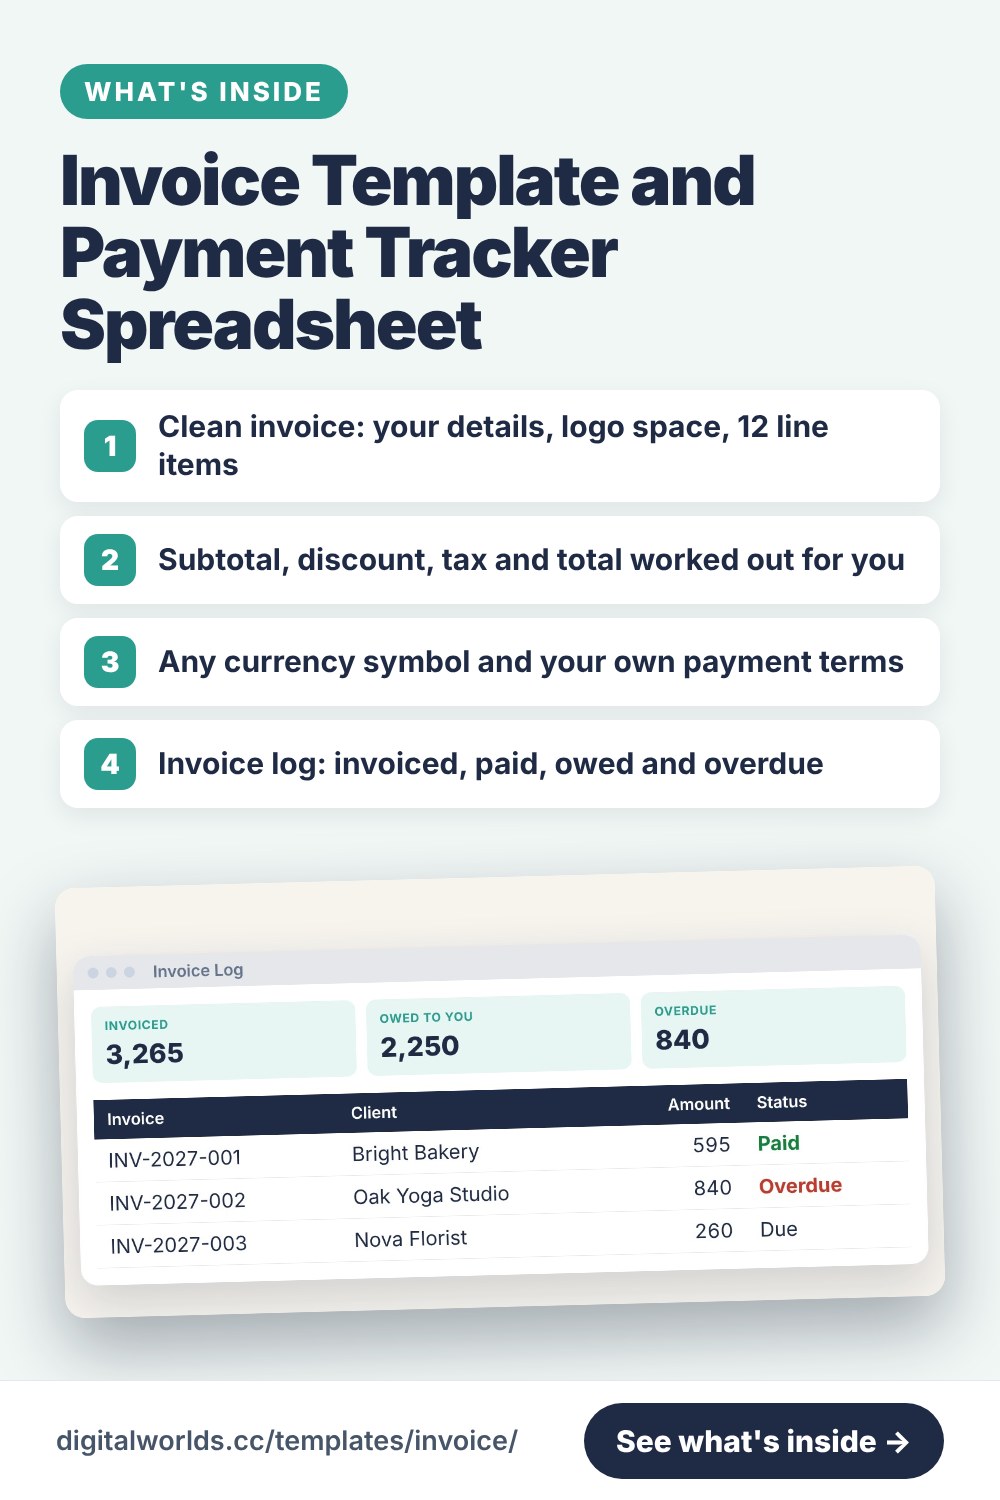 WHAT'S INSIDE
Invoice Template and
Payment Tracker
Spreadsheet
1 Clean invoice: your details, logo space, 12 line
items
2 Subtotal, discount, tax and total worked out for you
3 Any currency symbol and your own payment terms
4 Invoice log: invoiced, paid, owed and overdue
Invoice Log
INVOICED OWED TO YOU OVERDUE
3,265 2,250 840
Invoice Client Amount Status
INV-2027-001 Bright Bakery 595 Paid
INV-2027-002 Oak Yoga Studio 840 Overdue
INV-2027-003 Nova Florist 260 Due
digitalworlds.cc/templates/invoice/ See what's inside →